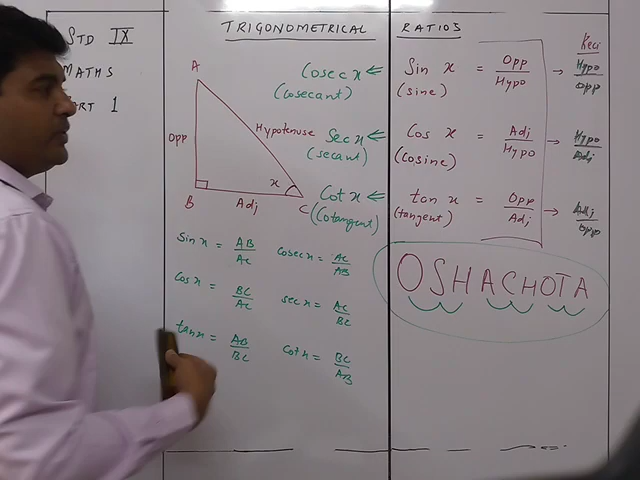 STD IX
MATHS
PART 1
TRIGONOMETRICAL RATIOS
A
Opp
Hypotenuse
x
B
Adj
C
Cosec x ⇐
(cosecant)
Sec x ⇐
(secant)
Cot x ⇐
(Cotangent)
Sin x = Opp/Hypo → Hypo/Opp
(sine)
Cos x = Adj/Hypo → Hypo/Adj
(cosine)
tan x = Opp/Adj → Adj/Opp
(tangent)
OSHACHOTA
Sin x = AB/AC
Cosec x = AC/AB
Cos x = BC/AC
Sec x = AC/BC
tan x = AB/BC
Cot x = BC/AB